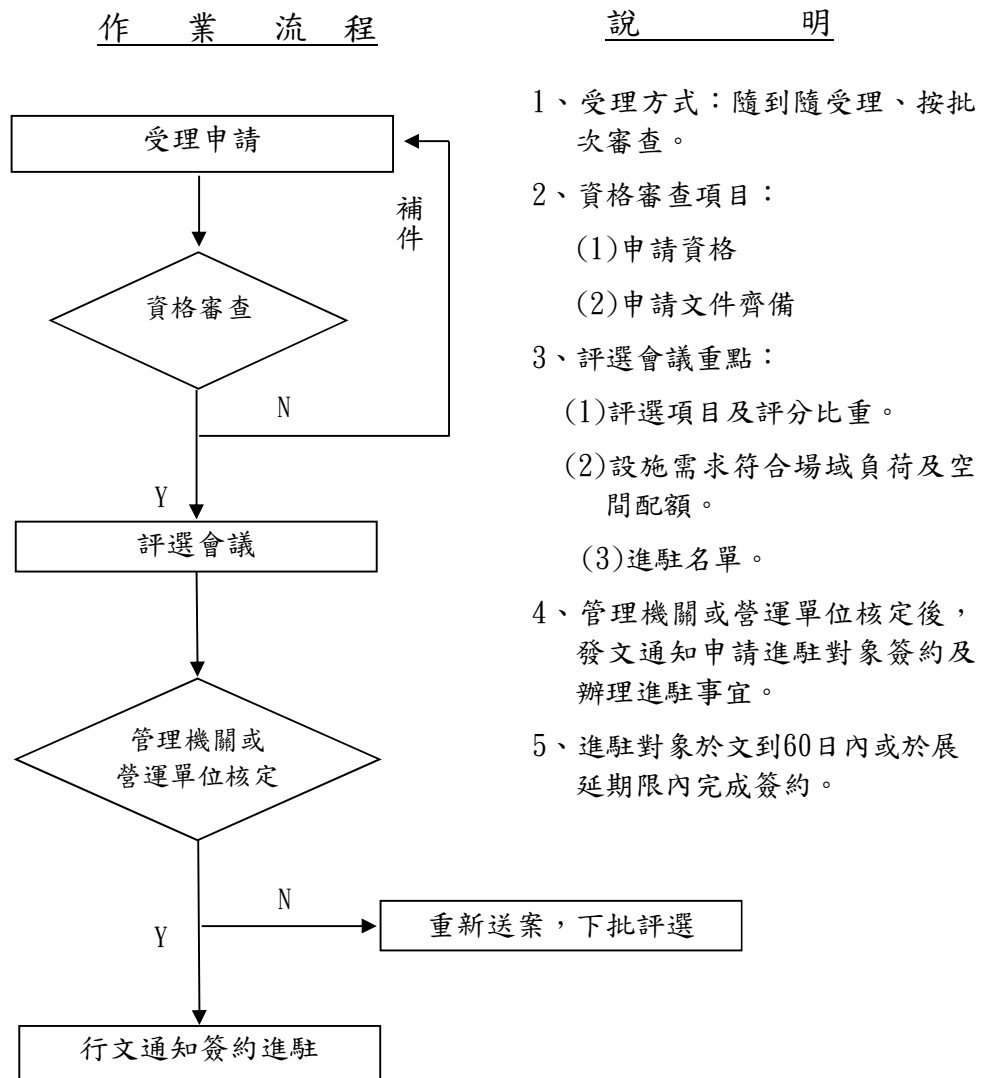 作業流程
受理申請
補
件
資格審查
N
Y
評選會議
管理機關或
營運單位核定
N
重新送案，下批評選
Y
行文通知簽約進駐
說明
1、受理方式：隨到隨受理、按批
次審查。
2、資格審查項目：
(1)申請資格
(2)申請文件齊備
3、評選會議重點：
(1)評選項目及評分比重。
(2)設施需求符合場域負荷及空
間配額。
(3)進駐名單。
4、管理機關或營運單位核定後，
發文通知申請進駐對象簽約及
辦理進駐事宜。
5、進駐對象於文到60日內或於展
延期限內完成簽約。